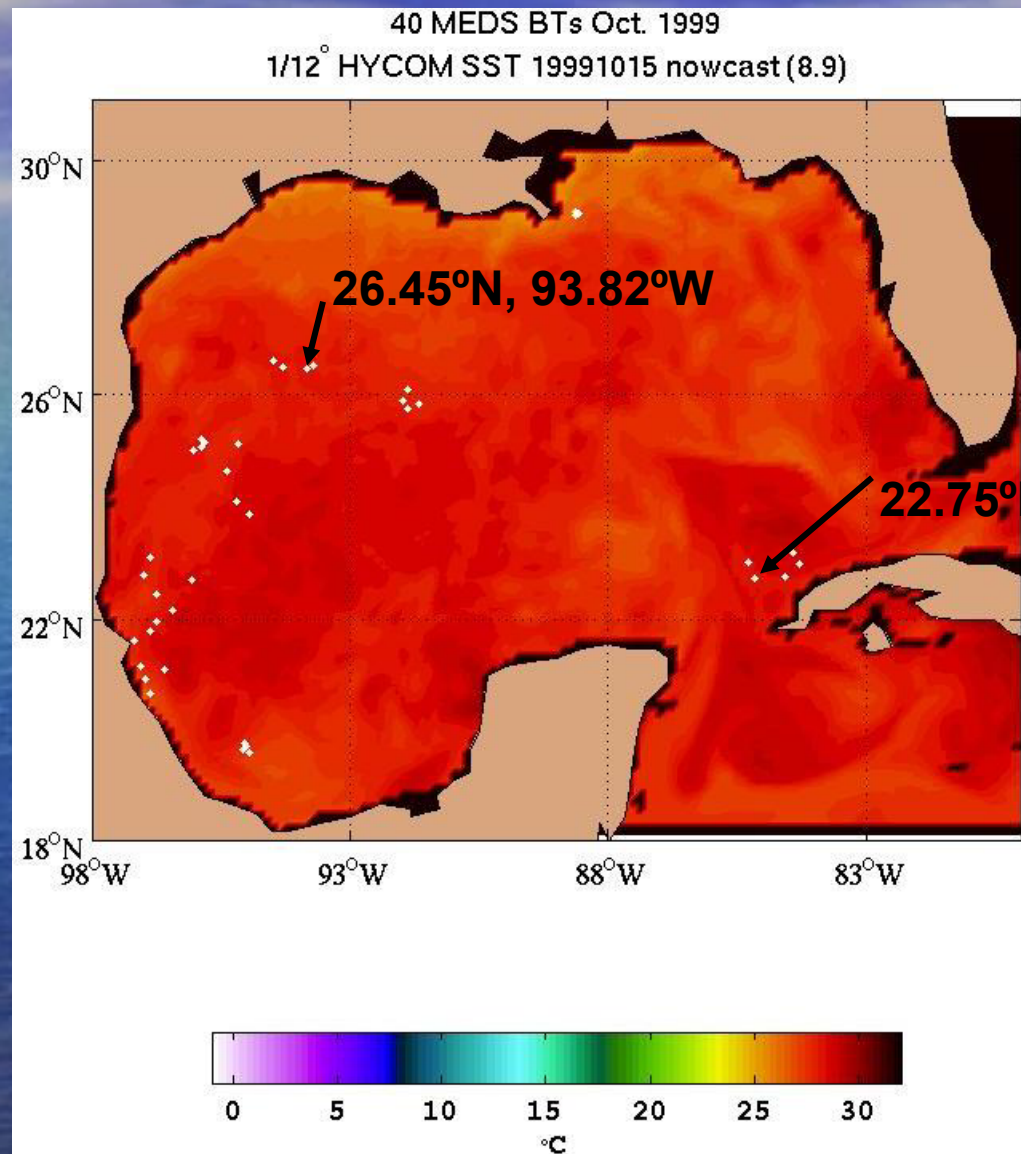 40 MEDS BTs Oct. 1999
1/12° HYCOM SST 19991015 nowcast (8.9)
30°N
26.45ºN, 93.82ºW
26°N
22.75º
22°N
18°N
98°W 93°W 88°W 83°W
0 5 10 15 20 25 30
°C